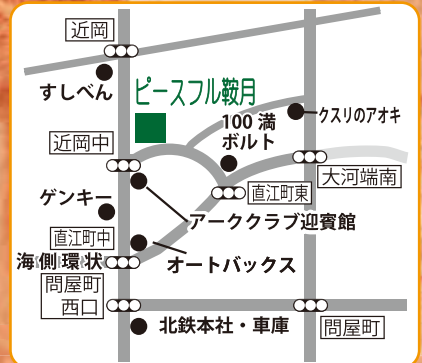 近岡
すしべん
ピースフル鞍月
100満
ボルト
クスリのアオキ
近岡中
大河端南
ゲンキー
直江町東
アーククラブ迎賓館
直江町中
海側環状
オートバックス
問屋町
西口
北鉄本社・車庫
問屋町